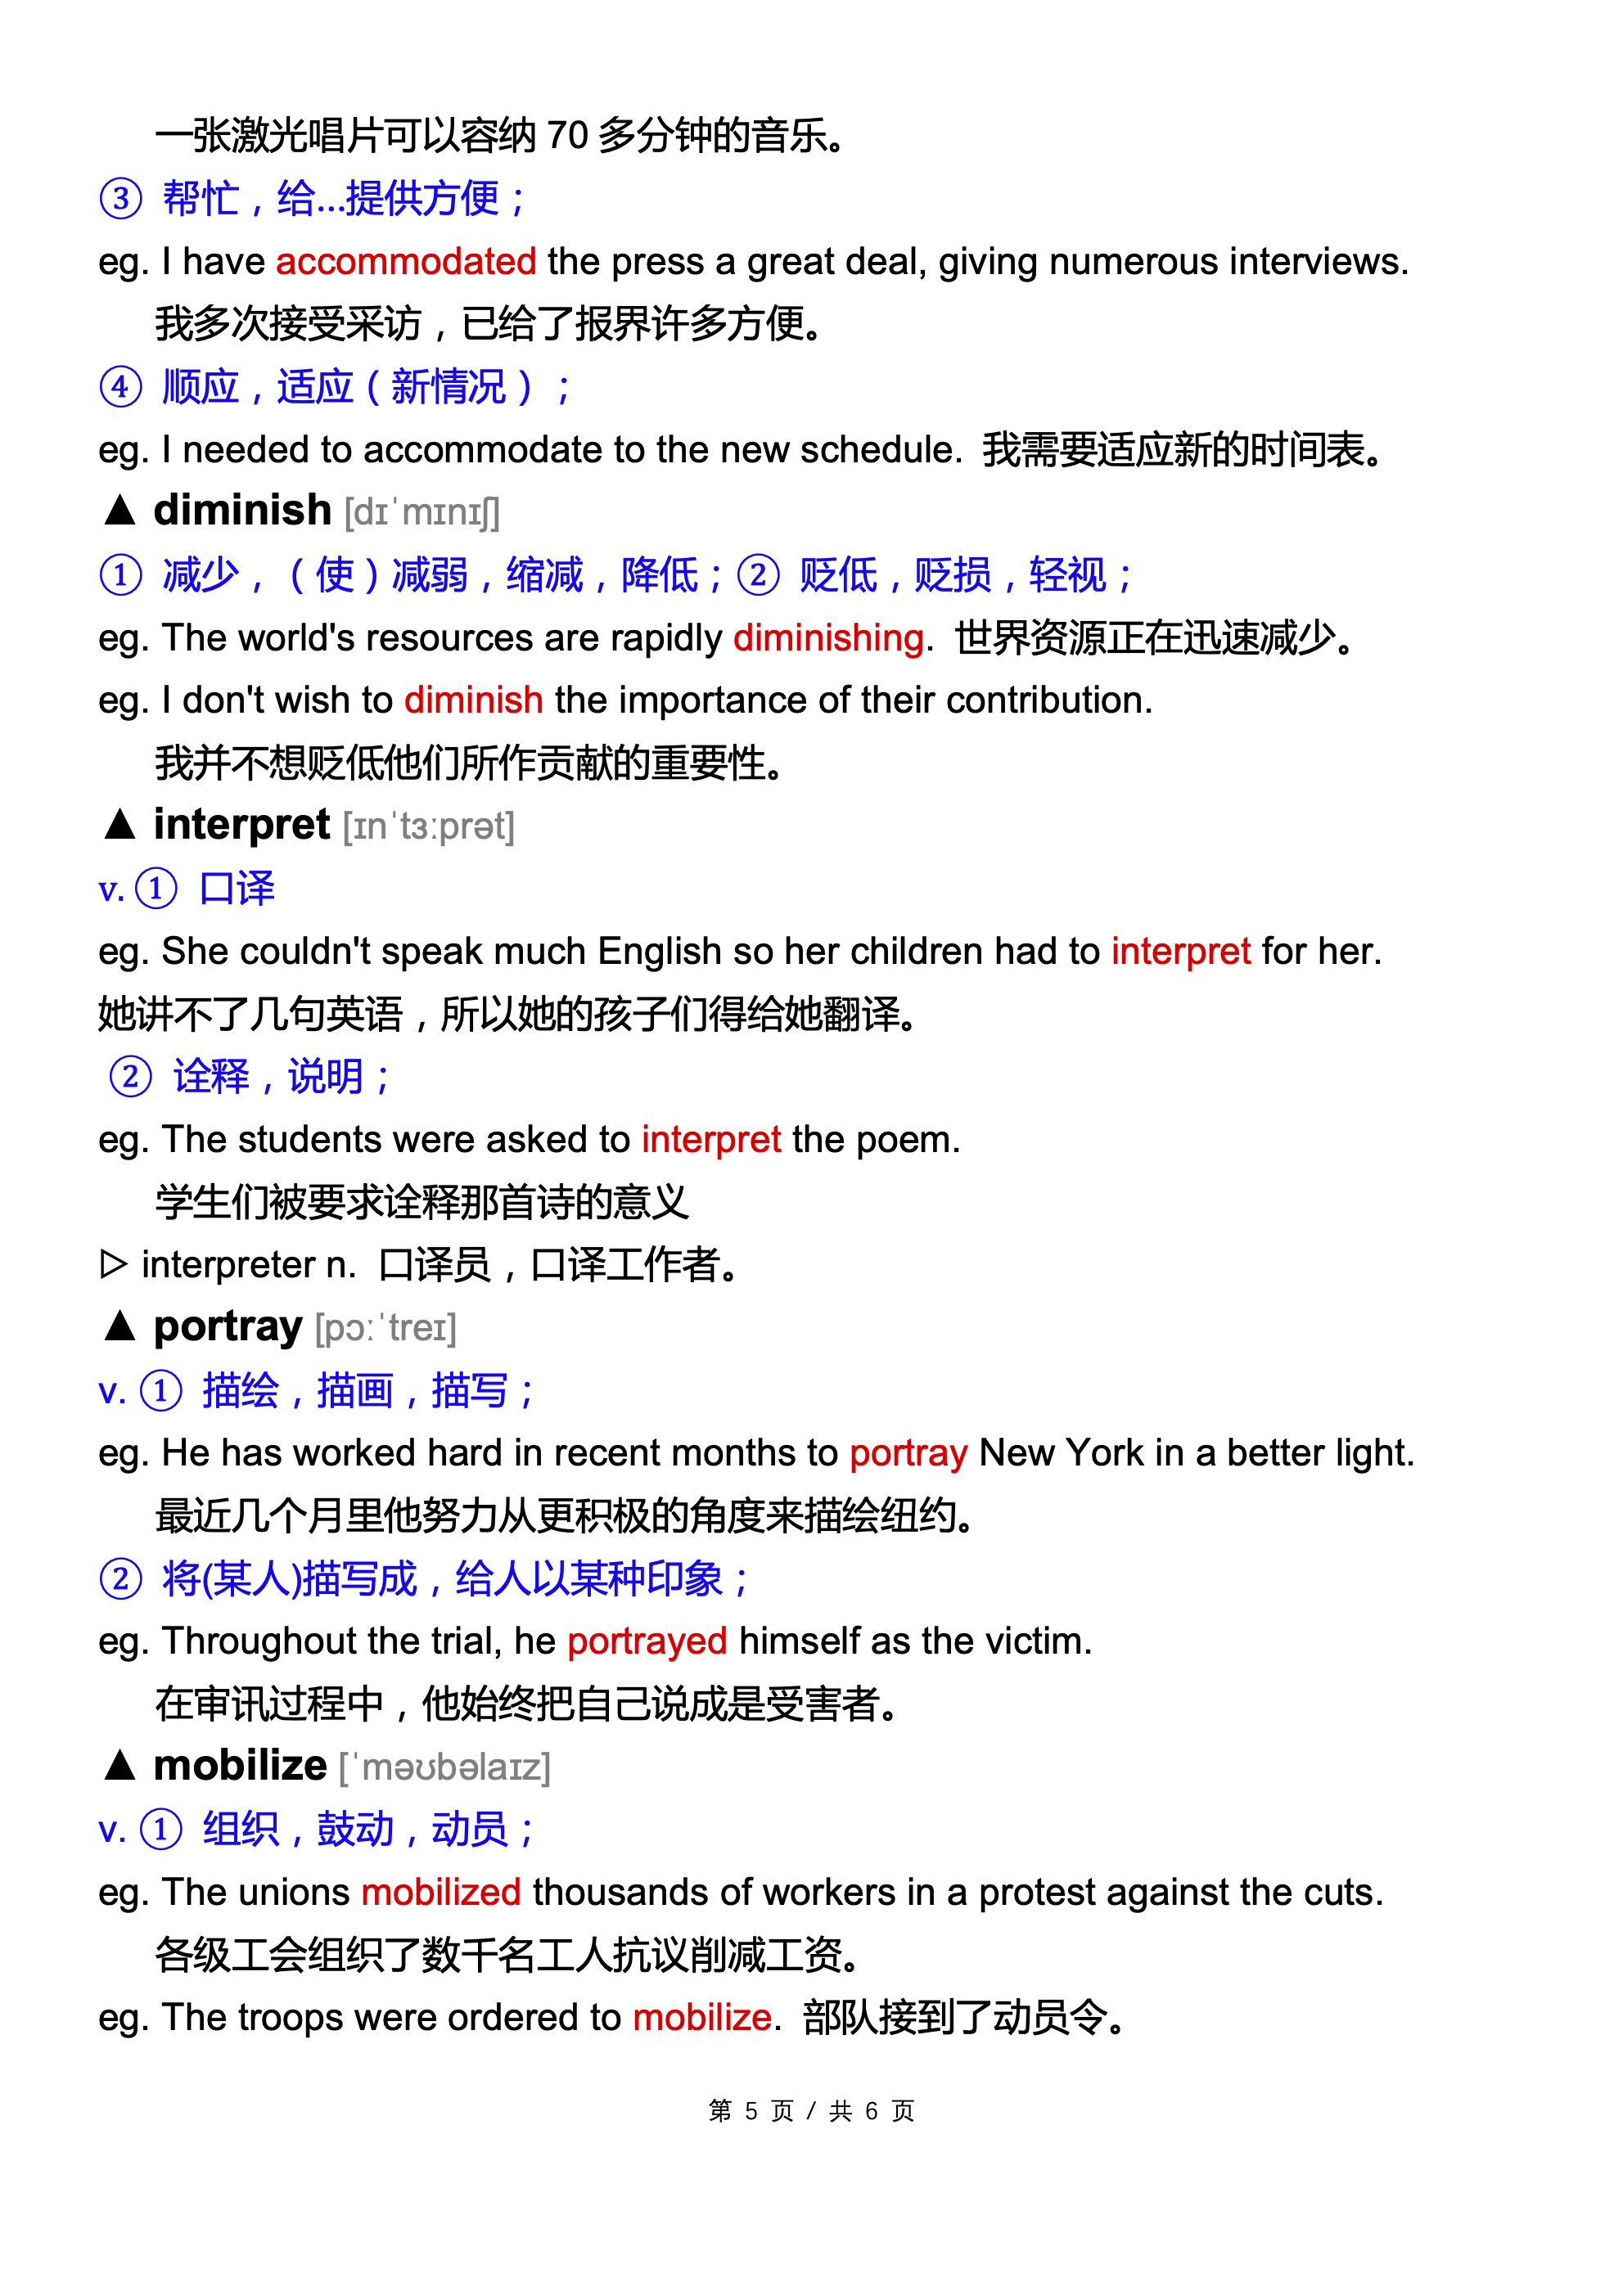 一张激光唱片可以容纳 70 多分钟的音乐。
③ 帮忙，给...提供方便；
eg. I have accommodated the press a great deal, giving numerous interviews.
我多次接受采访，已给了报界许多方便。
④ 顺应，适应（新情况）；
eg. I needed to accommodate to the new schedule. 我需要适应新的时间表。
▲ diminish [dɪˈmɪnɪʃ]
① 减少，（使）减弱，缩减，降低；② 贬低，贬损，轻视；
eg. The world's resources are rapidly diminishing. 世界资源正在迅速减少。
eg. I don't wish to diminish the importance of their contribution.
我并不想贬低他们所作贡献的重要性。
▲ interpret [ɪnˈtɜːprət]
v. ① 口译
eg. She couldn't speak much English so her children had to interpret for her.
她讲不了几句英语，所以她的孩子们得给她翻译。
② 诠释，说明；
eg. The students were asked to interpret the poem.
学生们被要求诠释那首诗的意义
▷ interpreter n. 口译员，口译工作者。
▲ portray [pɔːˈtreɪ]
v. ① 描绘，描画，描写；
eg. He has worked hard in recent months to portray New York in a better light.
最近几个月里他努力从更积极的角度来描绘纽约。
② 将(某人)描写成，给人以某种印象；
eg. Throughout the trial, he portrayed himself as the victim.
在审讯过程中，他始终把自己说成是受害者。
▲ mobilize [ˈməʊbəlaɪz]
v. ① 组织，鼓动，动员；
eg. The unions mobilized thousands of workers in a protest against the cuts.
各级工会组织了数千名工人抗议削减工资。
eg. The troops were ordered to mobilize. 部队接到了动员令。
第 5 页 / 共 6 页